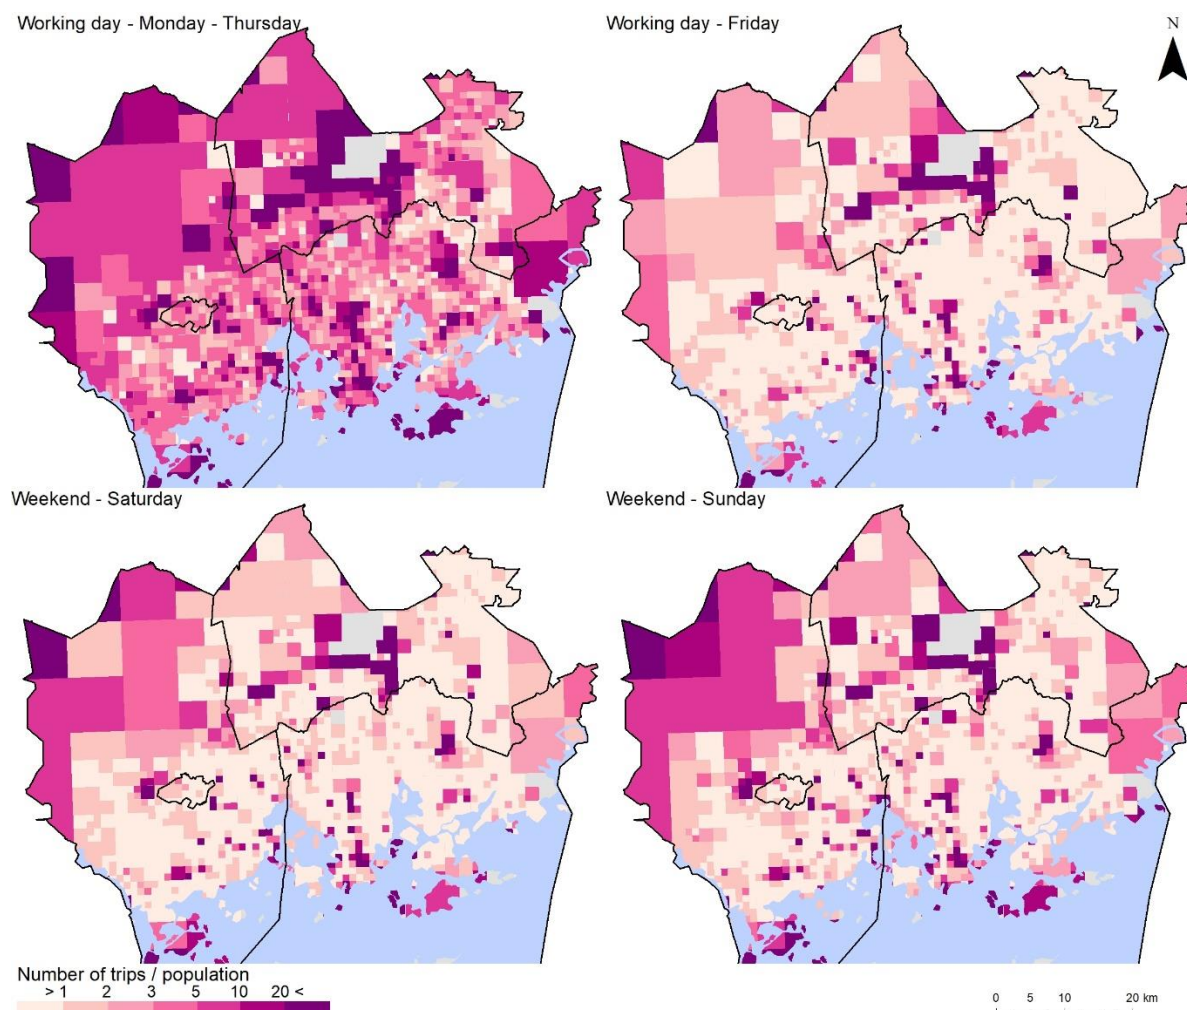 Working day - Monday - Thursday
Working day - Friday
N
Weekend - Saturday
Weekend - Sunday
Number of trips / population
> 1 2 3 5 10 20 <
0 5 10 20 km